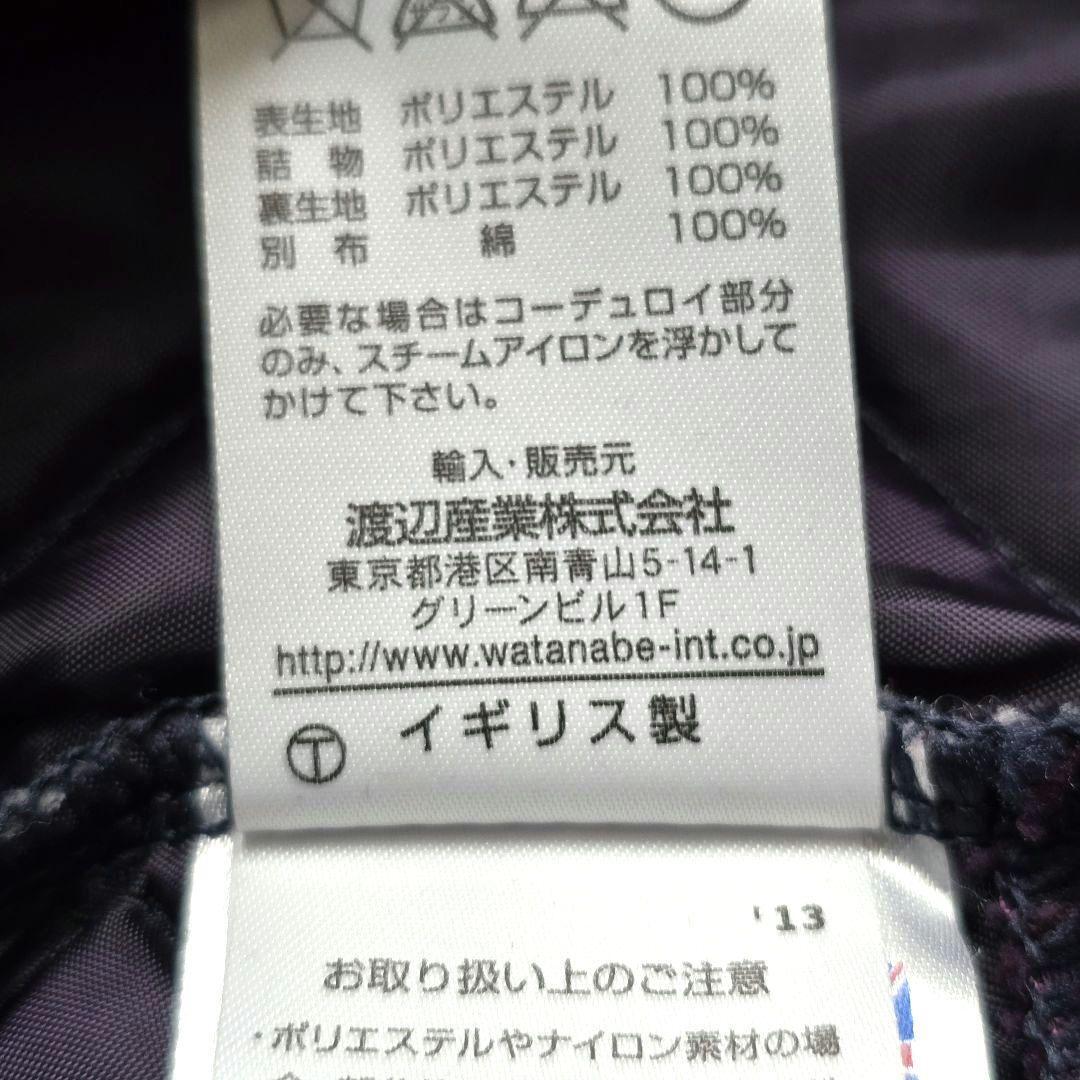 表生地 ポリエステル 100%
詰 物 ポリエステル 100%
裏生地 ポリエステル 100%
別 布 綿 100%
必要な場合はコーデュロイ部分
のみ、スチームアイロンを浮かして
かけて下さい。
輸入・販売元
渡辺産業株式会社
東京都港区南青山5-14-1
グリーンビル1F
http://www.watanabe-int.co.jp
Ⓣ イギリス製
'13
お取り扱い上のご注意
・ポリエステルやナイロン素材の場